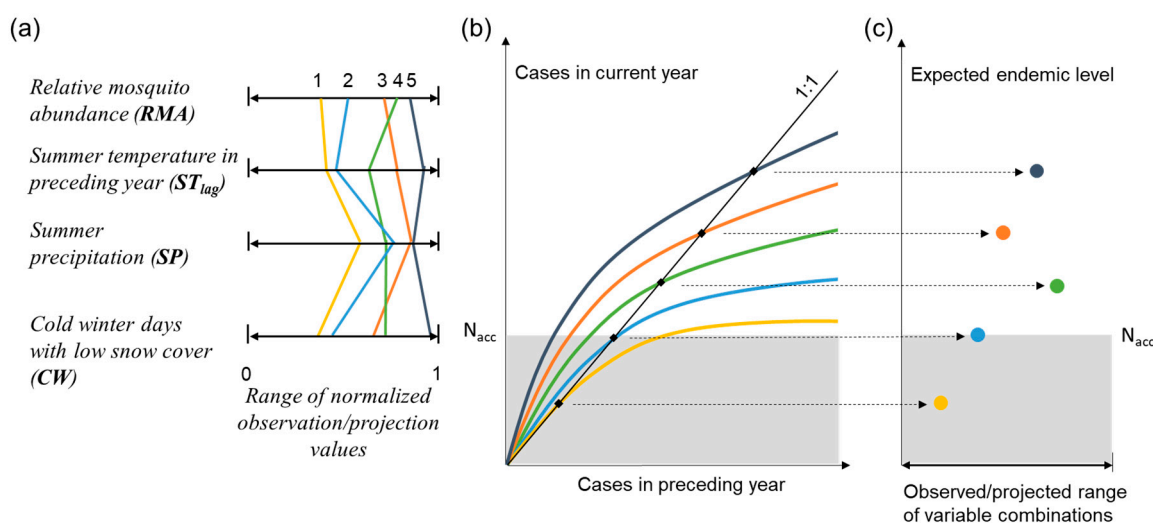 (a)
1 2 3 4 5
Relative mosquito
abundance (RMA)
0 1
Summer temperature in
preceding year (STlag)
Summer
precipitation (SP)
Cold winter days
with low snow cover
(CW)
0 1
Range of normalized
observation/projection
values
(b)
Cases in current year
1:1
Nacc
Cases in preceding year
(c)
Expected endemic level
Nacc
Observed/projected range
of variable combinations